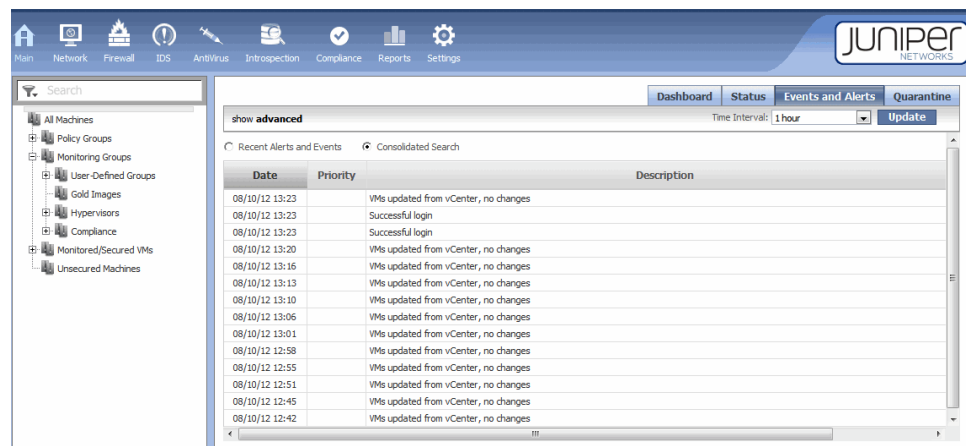 Main Network Firewall IDS AntiVirus Introspection Compliance Reports Settings
JUNIPER
NETWORKS
Search
All Machines
Policy Groups
Monitoring Groups
User-Defined Groups
Gold Images
Hypervisors
Compliance
Monitored/Secured VMs
Unsecured Machines
Dashboard Status Events and Alerts Quarantine
show advanced Time Interval: 1 hour Update
Recent Alerts and Events Consolidated Search
Date Priority Description
08/10/12 13:23 VMs updated from vCenter, no changes
08/10/12 13:23 Successful login
08/10/12 13:23 Successful login
08/10/12 13:20 VMs updated from vCenter, no changes
08/10/12 13:16 VMs updated from vCenter, no changes
08/10/12 13:13 VMs updated from vCenter, no changes
08/10/12 13:10 VMs updated from vCenter, no changes
08/10/12 13:06 VMs updated from vCenter, no changes
08/10/12 13:01 VMs updated from vCenter, no changes
08/10/12 12:58 VMs updated from vCenter, no changes
08/10/12 12:55 VMs updated from vCenter, no changes
08/10/12 12:51 VMs updated from vCenter, no changes
08/10/12 12:45 VMs updated from vCenter, no changes
08/10/12 12:42 VMs updated from vCenter, no changes